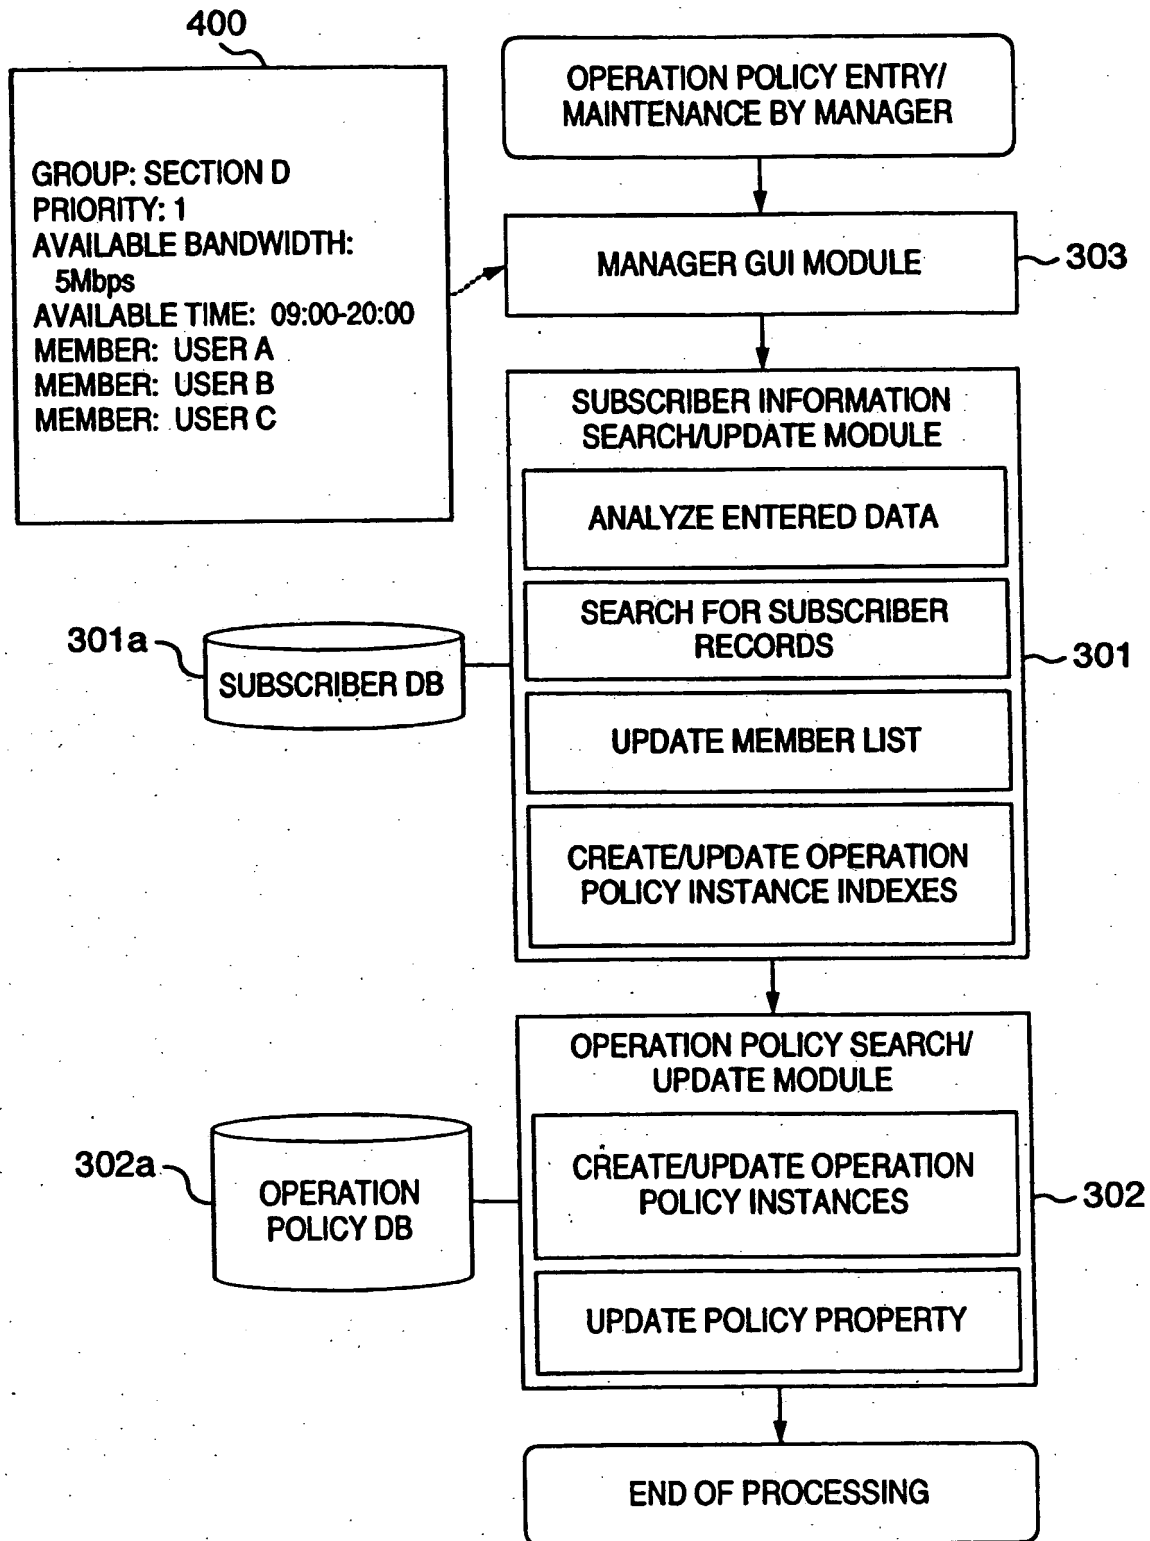 400
GROUP: SECTION D
PRIORITY: 1
AVAILABLE BANDWIDTH:
5Mbps
AVAILABLE TIME: 09:00-20:00
MEMBER: USER A
MEMBER: USER B
MEMBER: USER C
OPERATION POLICY ENTRY/
MAINTENANCE BY MANAGER
MANAGER GUI MODULE
303
SUBSCRIBER INFORMATION
SEARCH/UPDATE MODULE
ANALYZE ENTERED DATA
SEARCH FOR SUBSCRIBER
RECORDS
UPDATE MEMBER LIST
CREATE/UPDATE OPERATION
POLICY INSTANCE INDEXES
301
301a
SUBSCRIBER DB
OPERATION POLICY SEARCH/
UPDATE MODULE
CREATE/UPDATE OPERATION
POLICY INSTANCES
UPDATE POLICY PROPERTY
302
302a
OPERATION
POLICY DB
END OF PROCESSING